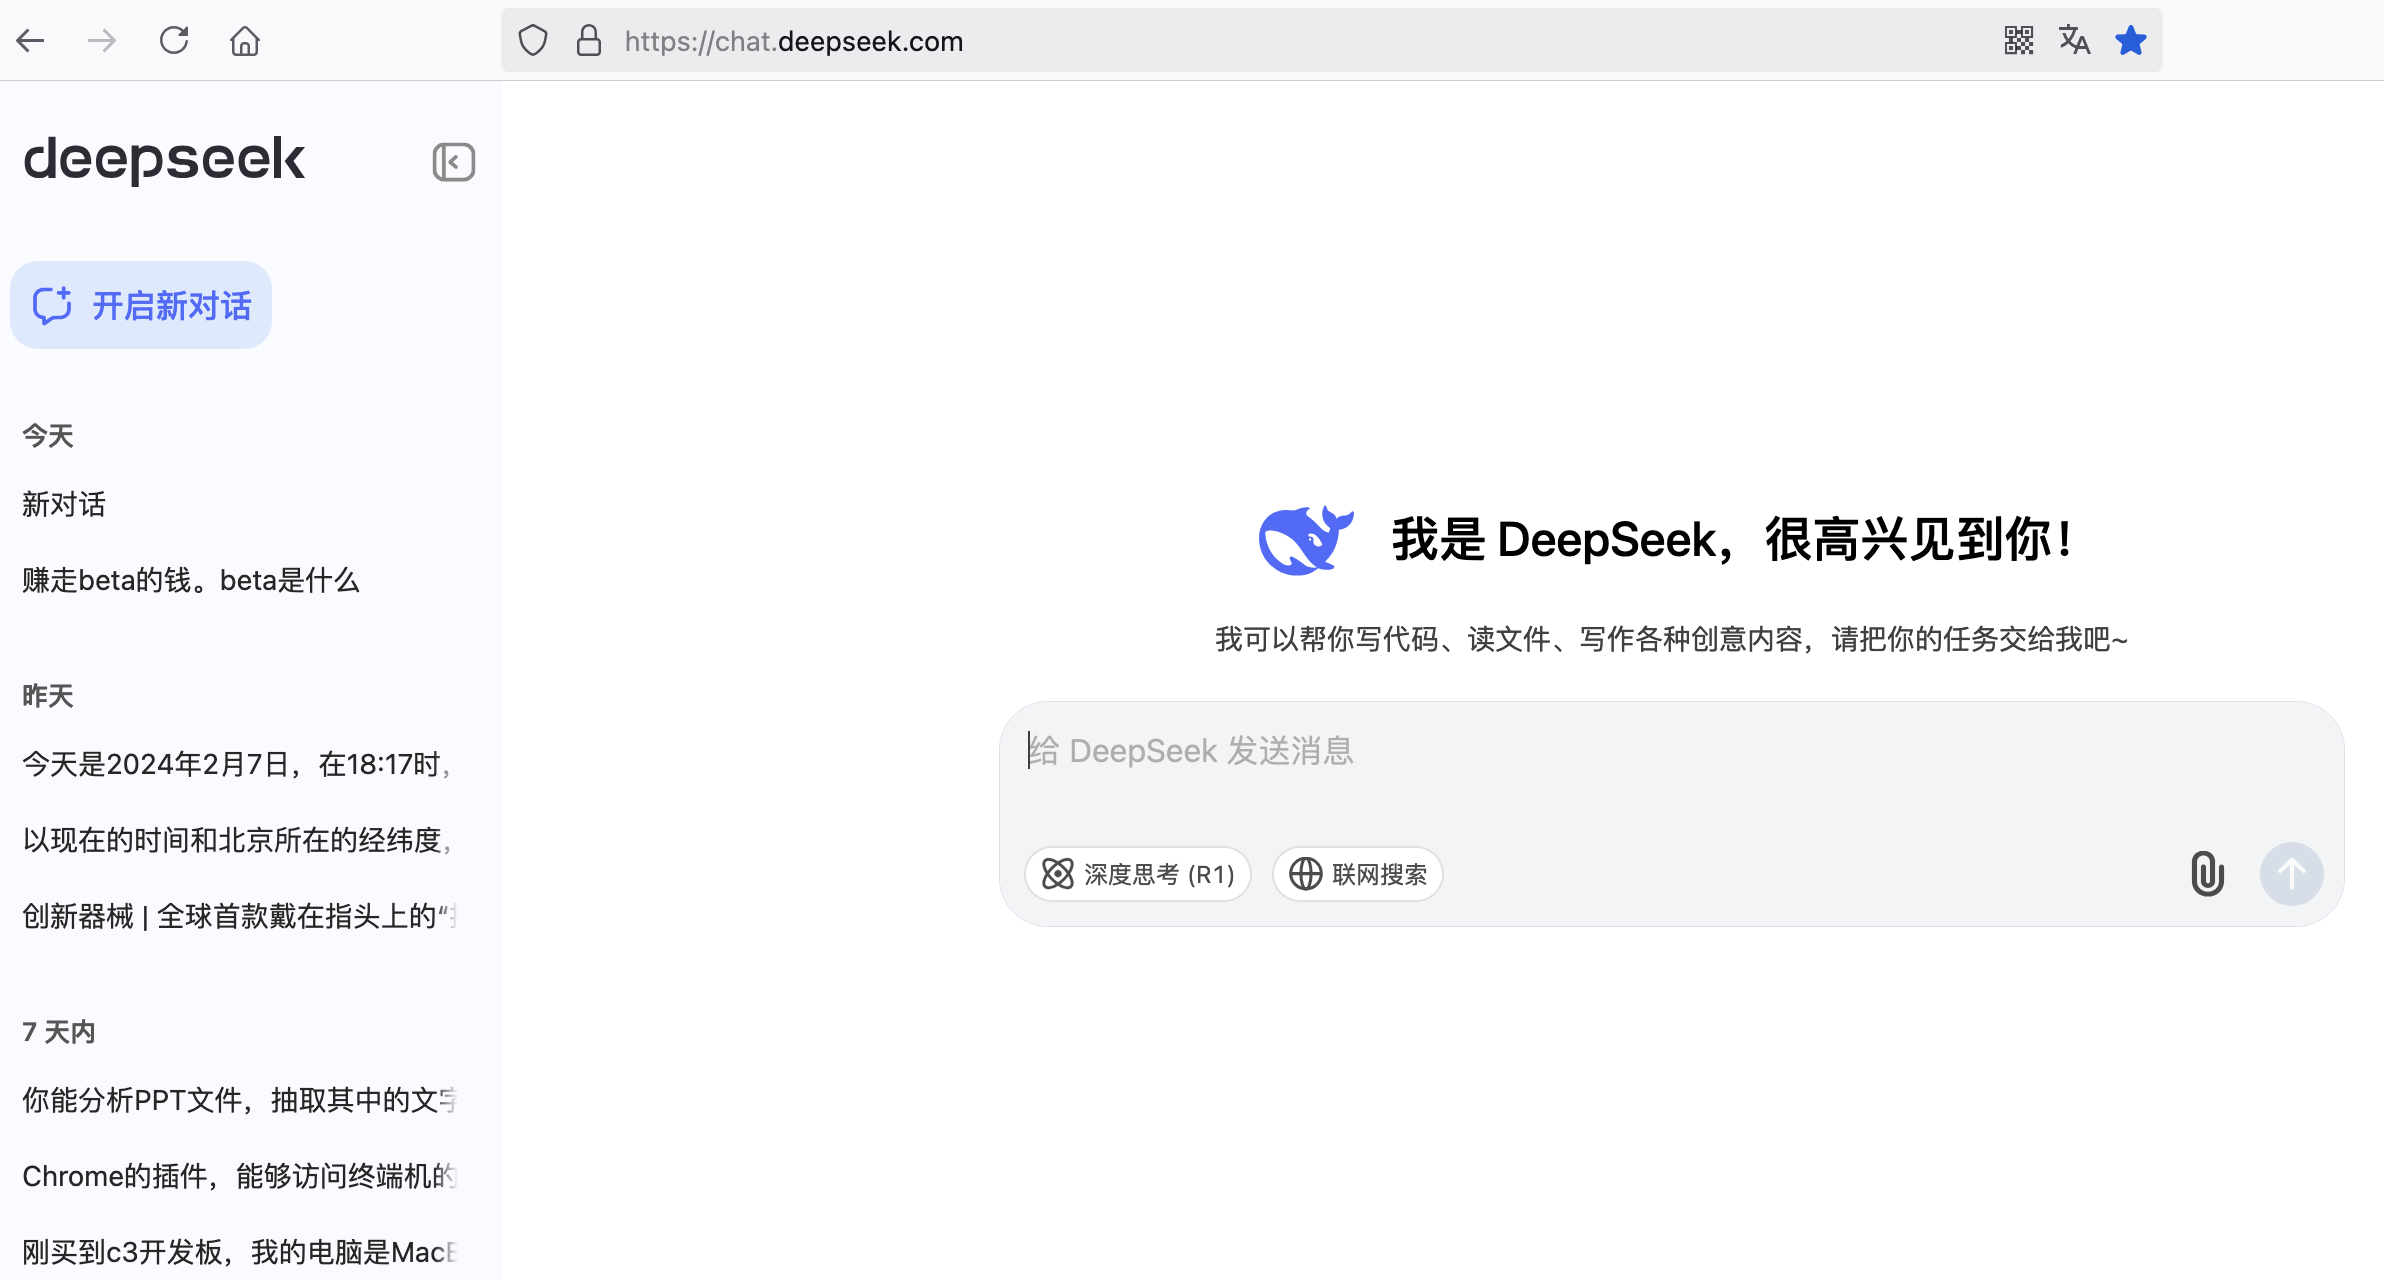 https://chat.deepseek.com
deepseek
开启新对话
今天
新对话
赚走beta的钱。beta是什么
昨天
今天是2024年2月7日，在18:17时，
以现在的时间和北京所在的经纬度，
创新器械 | 全球首款戴在指头上的“
7 天内
你能分析PPT文件，抽取其中的文字
Chrome的插件，能够访问终端机的
刚买到c3开发板，我的电脑是Mac
我是 DeepSeek，很高兴见到你！
我可以帮你写代码、读文件、写作各种创意内容，请把你的任务交给我吧~
给 DeepSeek 发送消息
深度思考 (R1)
联网搜索